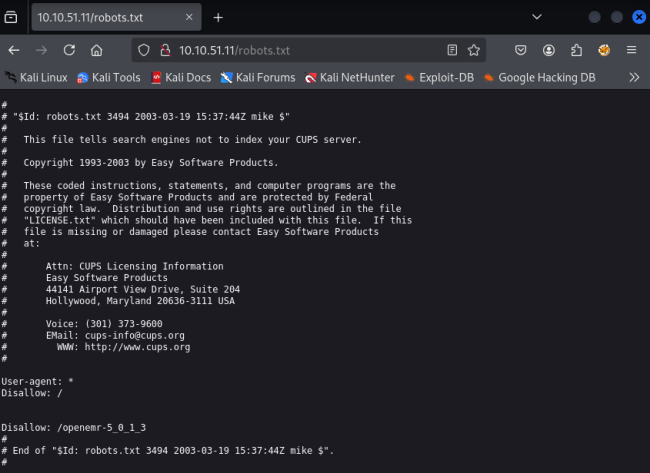 10.10.51.11/robots.txt
10.10.51.11/robots.txt
Kali Linux Kali Tools Kali Docs Kali Forums Kali NetHunter Exploit-DB Google Hacking DB
#
# "$Id: robots.txt 3494 2003-03-19 15:37:44Z mike $"
#
#   This file tells search engines not to index your CUPS server.
#
#   Copyright 1993-2003 by Easy Software Products.
#
#   These coded instructions, statements, and computer programs are the
#   property of Easy Software Products and are protected by Federal
#   copyright law.  Distribution and use rights are outlined in the file
#   "LICENSE.txt" which should have been included with this file.  If this
#   file is missing or damaged please contact Easy Software Products
#   at:
#
#       Attn: CUPS Licensing Information
#       Easy Software Products
#       44141 Airport View Drive, Suite 204
#       Hollywood, Maryland 20636-3111 USA
#
#       Voice: (301) 373-9600
#       EMail: cups-info@cups.org
#         WWW: http://www.cups.org
#
User-agent: *
Disallow: /
Disallow: /openemr-5_0_1_3
#
# End of "$Id: robots.txt 3494 2003-03-19 15:37:44Z mike $".
#